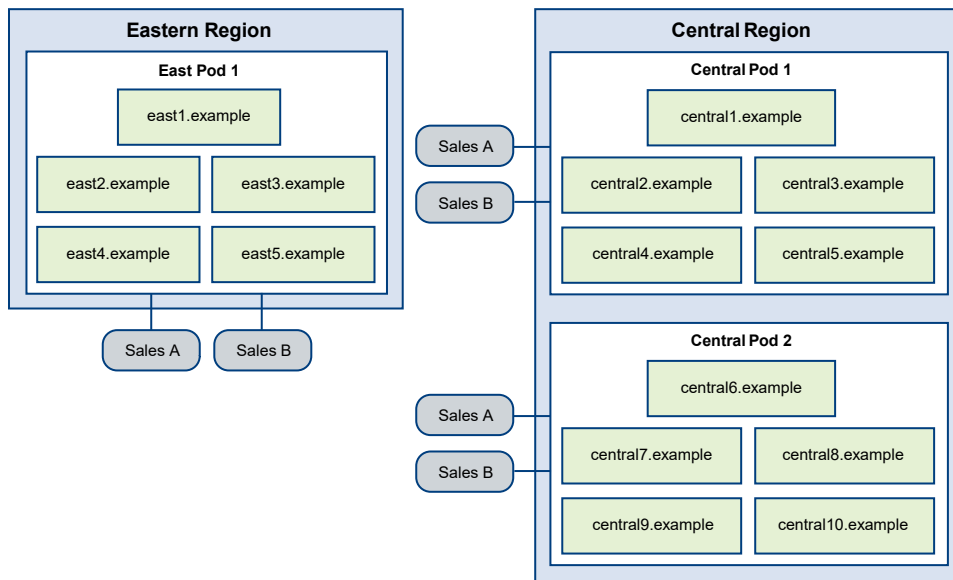 Eastern Region
East Pod 1
east1.example
east2.example
east3.example
east4.example
east5.example
Sales A
Sales B
Central Region
Central Pod 1
central1.example
Sales A
central2.example
central3.example
Sales B
central4.example
central5.example
Central Pod 2
central6.example
Sales A
central7.example
central8.example
Sales B
central9.example
central10.example